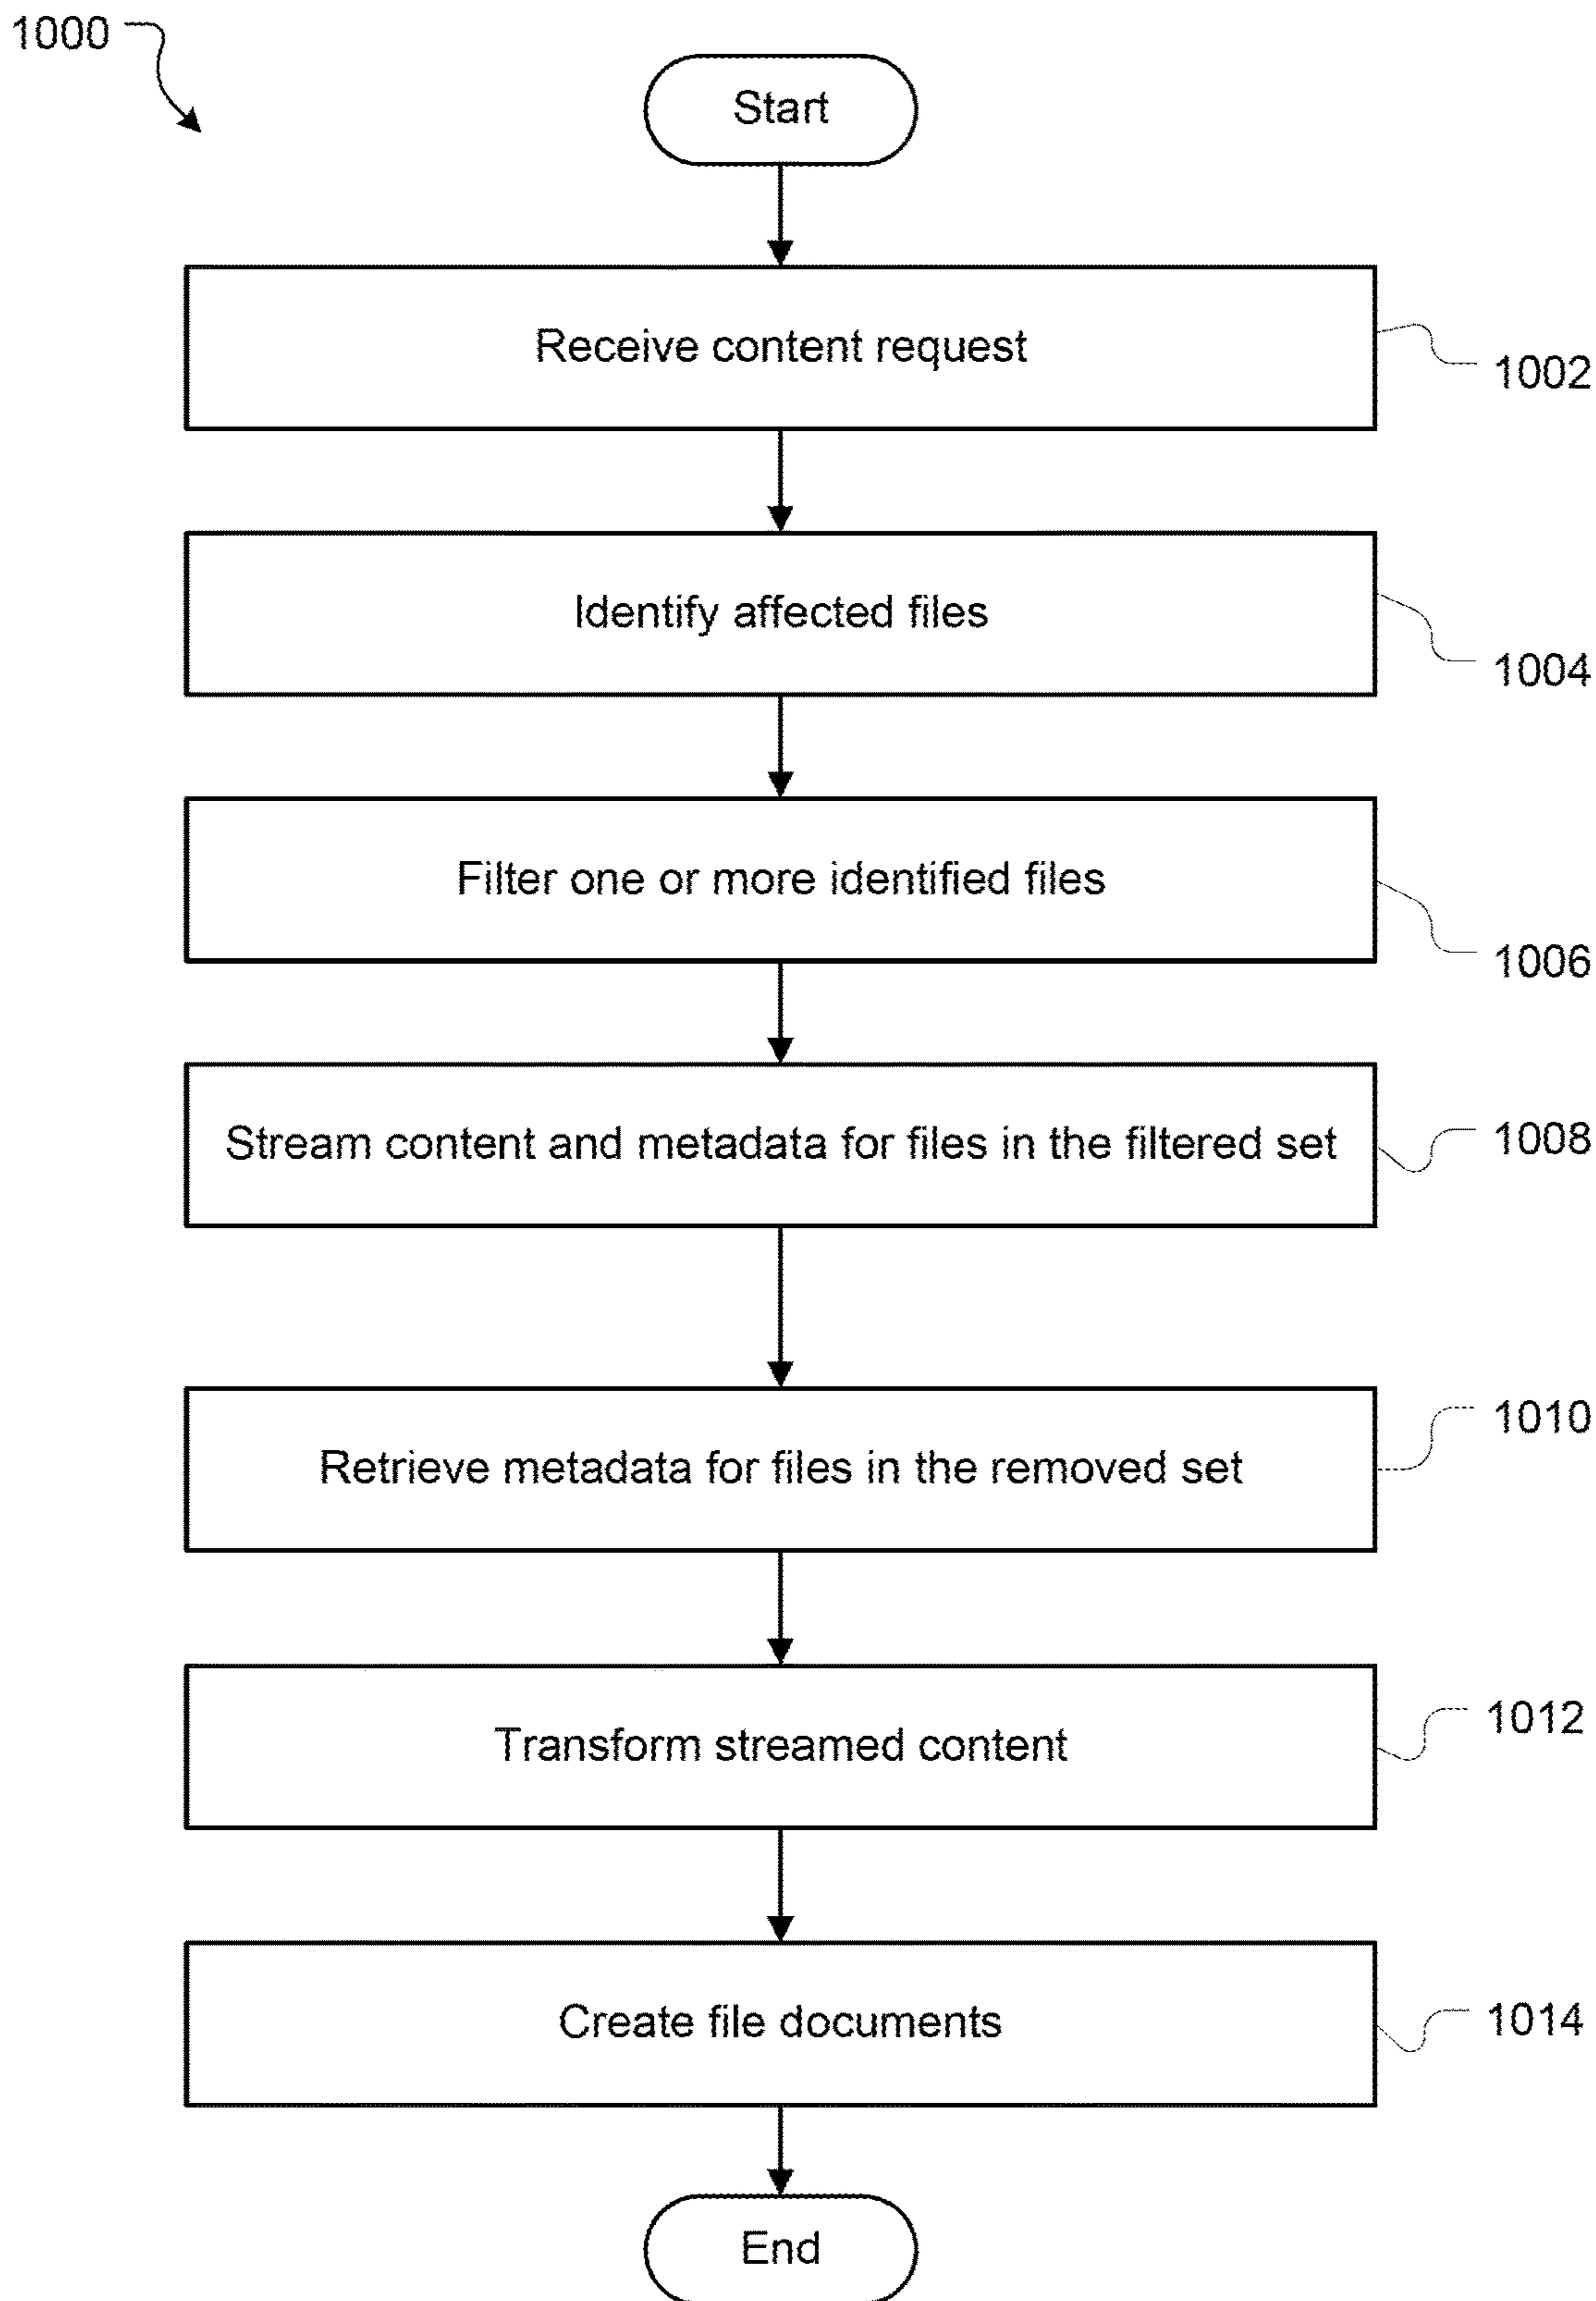 1000
Start
Receive content request
1002
Identify affected files
1004
Filter one or more identified files
1006
Stream content and metadata for files in the filtered set
1008
Retrieve metadata for files in the removed set
1010
Transform streamed content
1012
Create file documents
1014
End